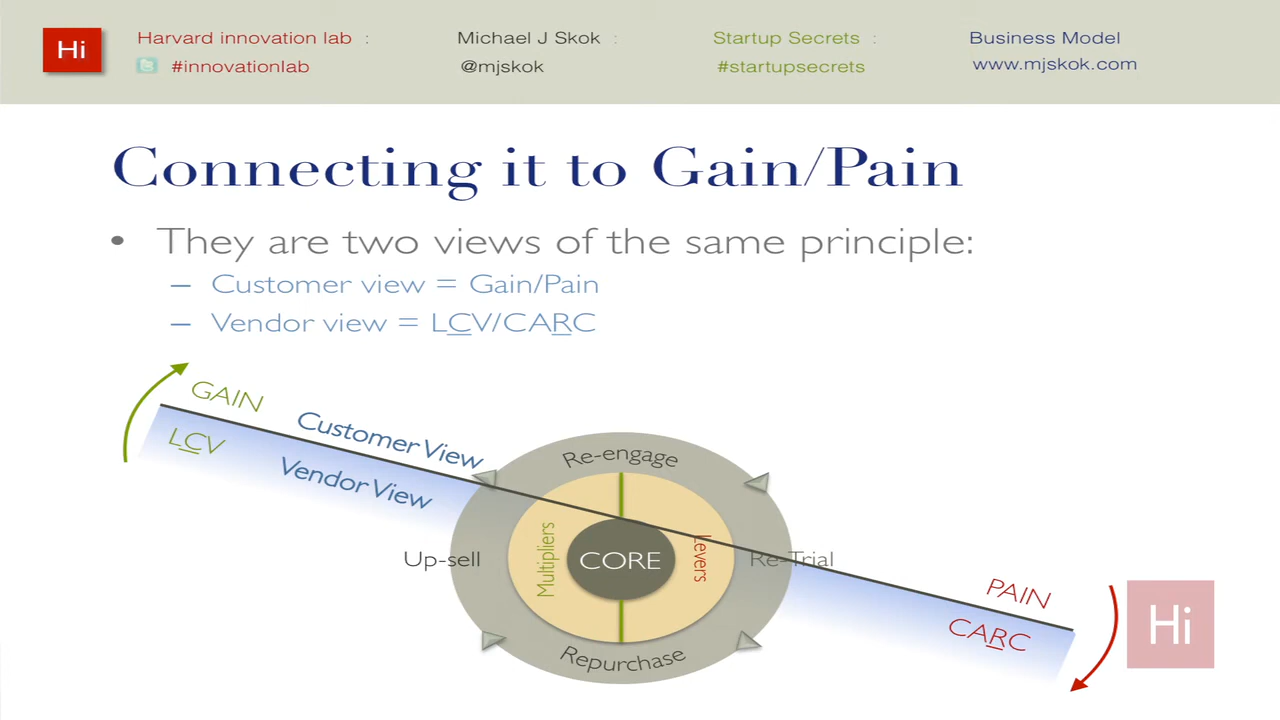 Hi
Harvard innovation lab :
#innovationlab
Michael J Skok :
@mjskok
Startup Secrets :
#startupsecrets
Business Model
www.mjskok.com
Connecting it to Gain/Pain
• They are two views of the same principle:
– Customer view = Gain/Pain
– Vendor view = LCV/CARC
GAIN
Customer View
LCV
Vendor View
Re-engage
Up-sell
Multipliers
CORE
Levers
Re-Trial
Repurchase
PAIN
CARC
Hi